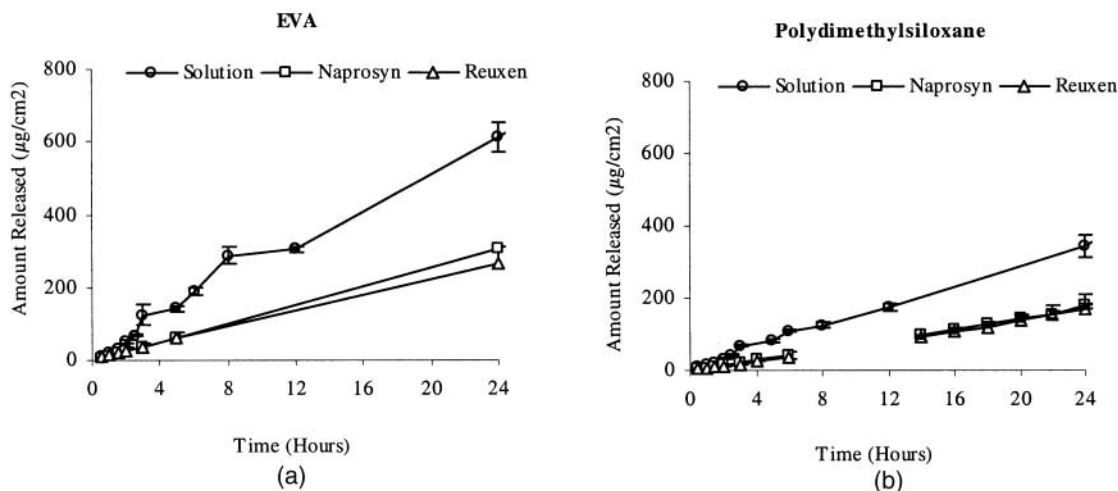 EVA
800
Solution Naprosyn Reuxen
600
400
200
0
0 4 8 12 16 20 24
Amount Released (µg/cm2)
Time (Hours)
(a)
Polydimethylsiloxane
800
Solution Naprosyn Reuxen
600
400
200
0
0 4 8 12 16 20 24
Amount Released (µg/cm2)
Time (Hours)
(b)